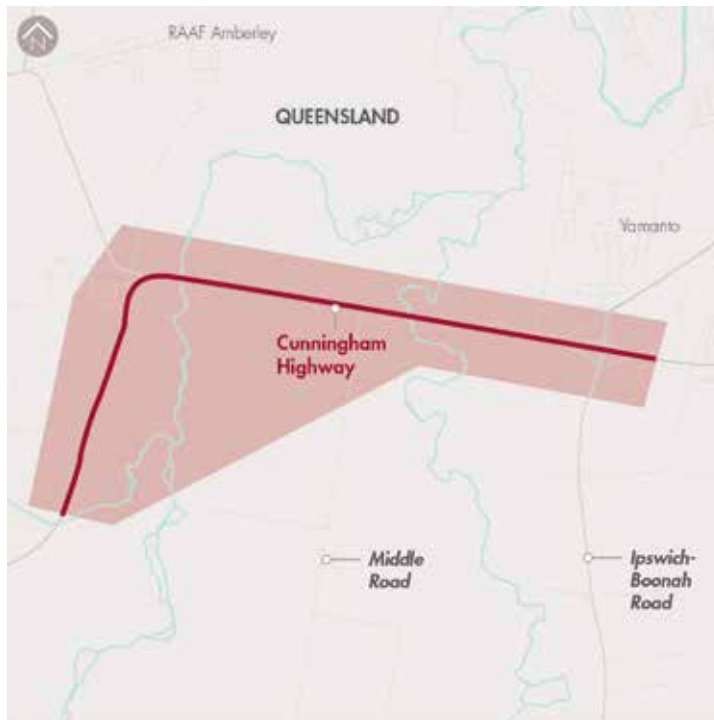 N
RAAF Amberley
QUEENSLAND
Yamanto
Cunningham
Highway
Middle
Road
Ipswich-
Boonah
Road